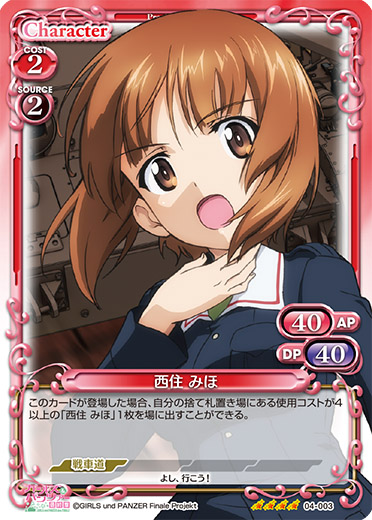 Character
COST
2
SOURCE
2
40 AP
DP 40
西住 みほ
このカードが登場した場合、自分の捨て札置き場にある使用コストが4
以上の「西住 みほ」1枚を場に出すことができる。
戦車道
よし、行こう!
©GIRLS und PANZER Finale Projekt
04-003